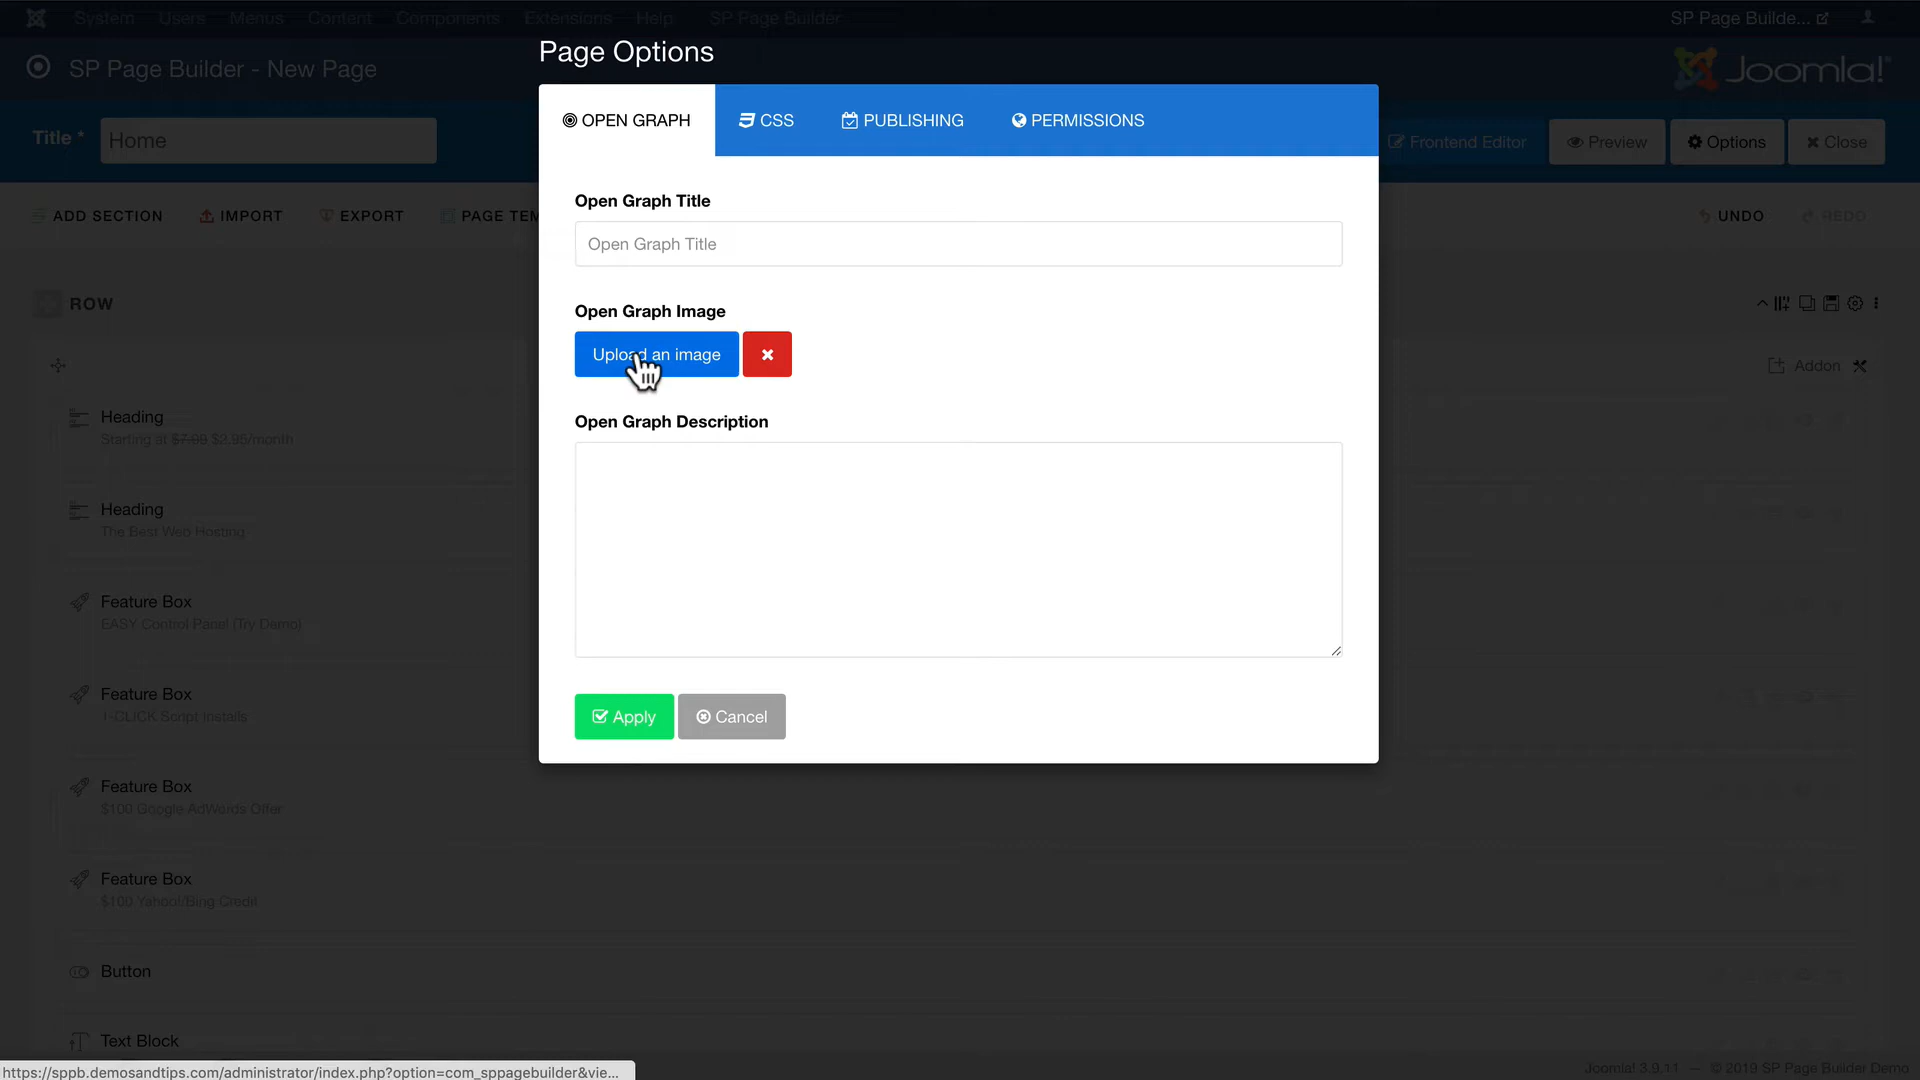 System Users Menus Content Components Extensions Help SP Page Builder SP Page Builde...
Page Options
SP Page Builder - New Page
Joomla!
OPEN GRAPH CSS PUBLISHING PERMISSIONS
Title * Home
Frontend Editor Preview Options Close
ADD SECTION IMPORT EXPORT PAGE TEM UNDO REDO
Open Graph Title
Open Graph Title
ROW
Open Graph Image
Upload an image
Addon
Heading
Starting at $7.99 $2.95/month
Open Graph Description
Heading
The Best Web Hosting
Feature Box
EASY Control Panel (Try Demo)
Feature Box
1-CLICK Script Installs
Apply Cancel
Feature Box
$100 Google AdWords Offer
Feature Box
$100 Yahoo!/Bing Credit
Button
Text Block
https://sppb.demosandtips.com/administrator/index.php?option=com_sppagebuilder&vie...
Joomla! 3.9.11 — © 2019 SP Page Builder Demo